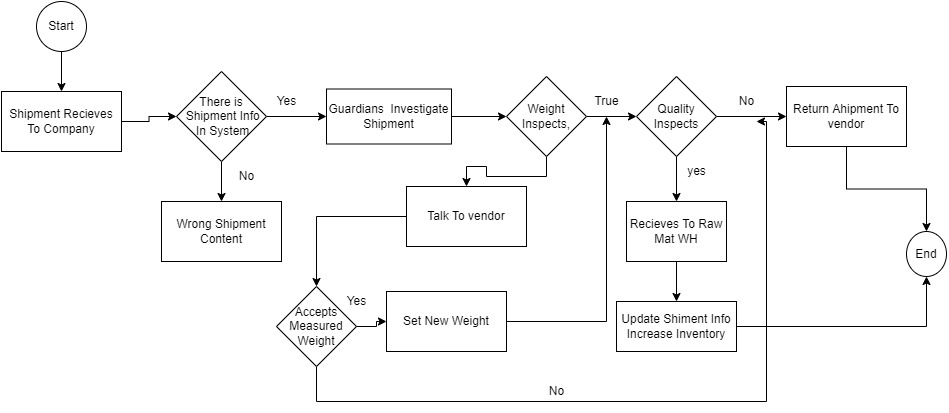 Start
Shipment Recieves
To Company
There is
Shipment Info
In System
Yes
No
Wrong Shipment
Content
Guardians Investigate
Shipment
Weight
Inspects,
True
Quality
Inspects
No
Return Ahipment To
vendor
yes
Talk To vendor
Recieves To Raw
Mat WH
End
Accepts
Measured
Weight
Yes
Set New Weight
Update Shiment Info
Increase Inventory
No